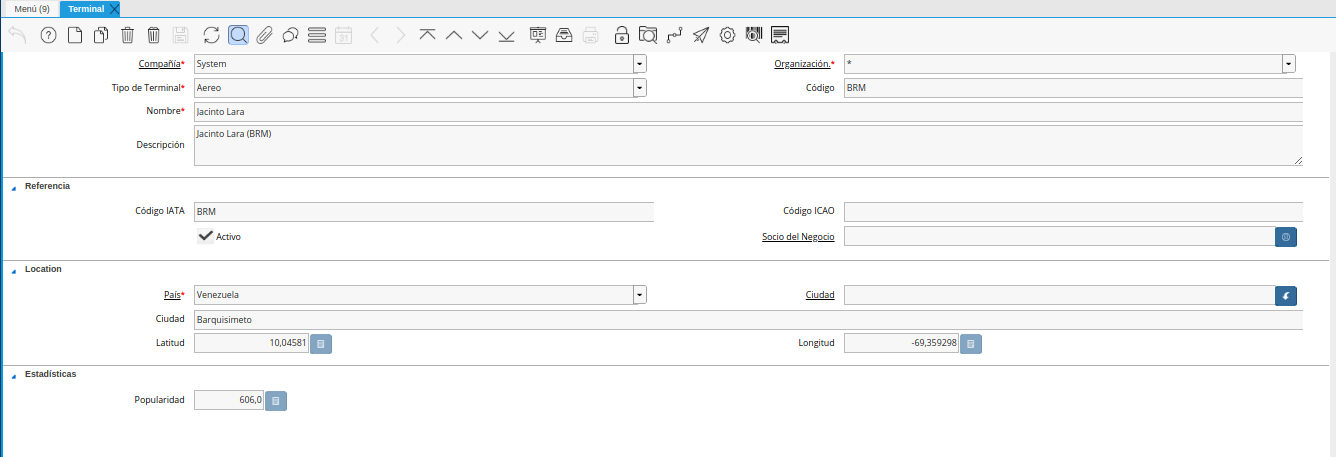 Menú (9) Terminal
31
Compañía* System Organización.* *
Tipo de Terminal* Aereo Código BRM
Nombre* Jacinto Lara
Descripción Jacinto Lara (BRM)
Referencia
Código IATA BRM Código ICAO
Activo Socio del Negocio
Location
País* Venezuela Ciudad
Ciudad Barquisimeto
Latitud 10,04581 Longitud -69,359298
Estadísticas
Popularidad 606,0